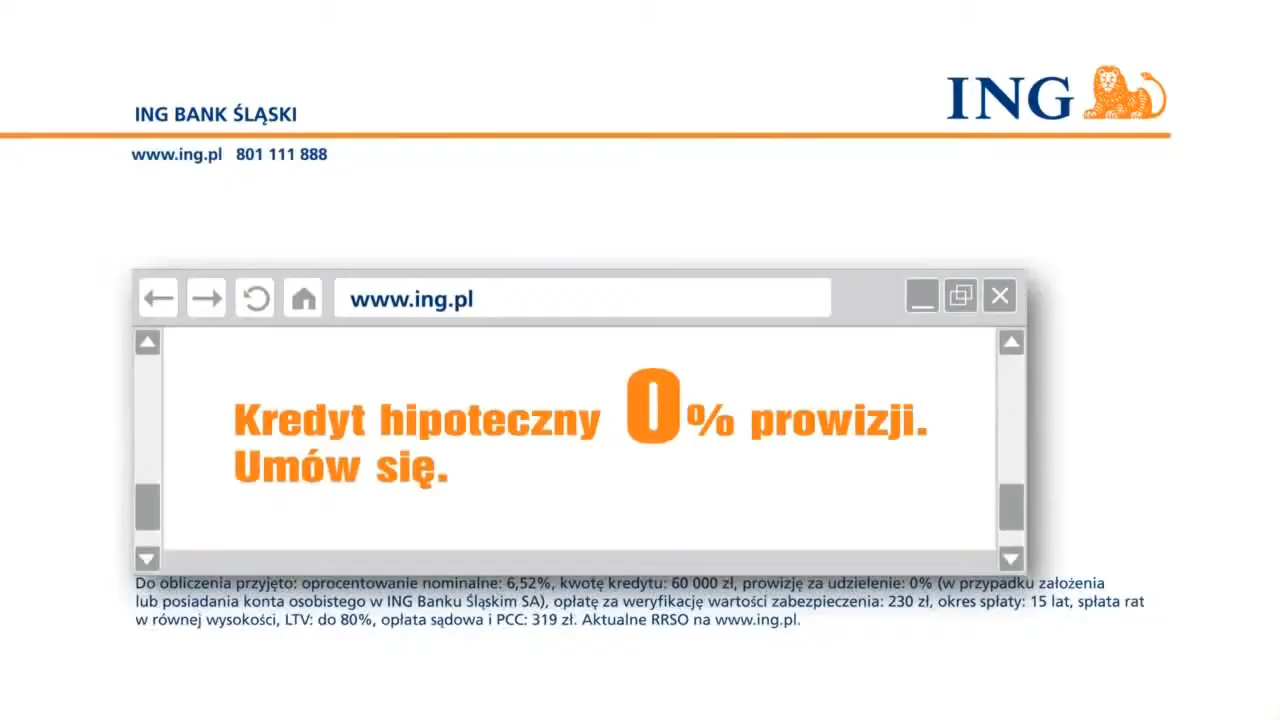 ING
ING BANK ŚLĄSKI
www.ing.pl 801 111 888
www.ing.pl
Kredyt hipoteczny 0% prowizji.
Umów się.
Do obliczenia przyjęto: oprocentowanie nominalne: 6,52%, kwotę kredytu: 60 000 zł, prowizję za udzielenie: 0% (w przypadku założenia
lub posiadania konta osobistego w ING Banku Śląskim SA), opłatę za weryfikację wartości zabezpieczenia: 230 zł, okres spłaty: 15 lat, spłata rat
w równej wysokości, LTV: do 80%, opłata sądowa i PCC: 319 zł. Aktualne RRSO na www.ing.pl.